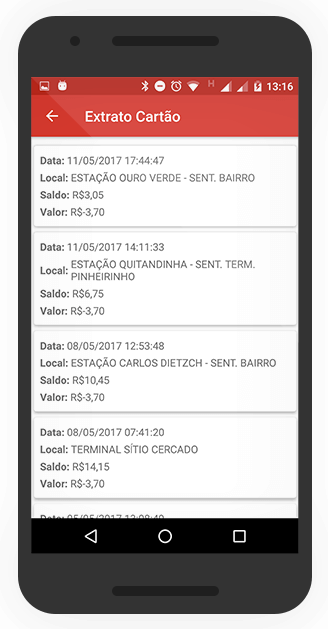 H 13:16
Extrato Cartão
Data: 11/05/2017 17:44:47
Local: ESTAÇÃO OURO VERDE - SENT. BAIRRO
Saldo: R$3,05
Valor: R$-3,70
Data: 11/05/2017 14:11:33
Local: ESTAÇÃO QUITANDINHA - SENT. TERM.
PINHEIRINHO
Saldo: R$6,75
Valor: R$-3,70
Data: 08/05/2017 12:53:48
Local: ESTAÇÃO CARLOS DIETZCH - SENT. BAIRRO
Saldo: R$10,45
Valor: R$-3,70
Data: 08/05/2017 07:41:20
Local: TERMINAL SÍTIO CERCADO
Saldo: R$14,15
Valor: R$-3,70
Data: 05/05/2017